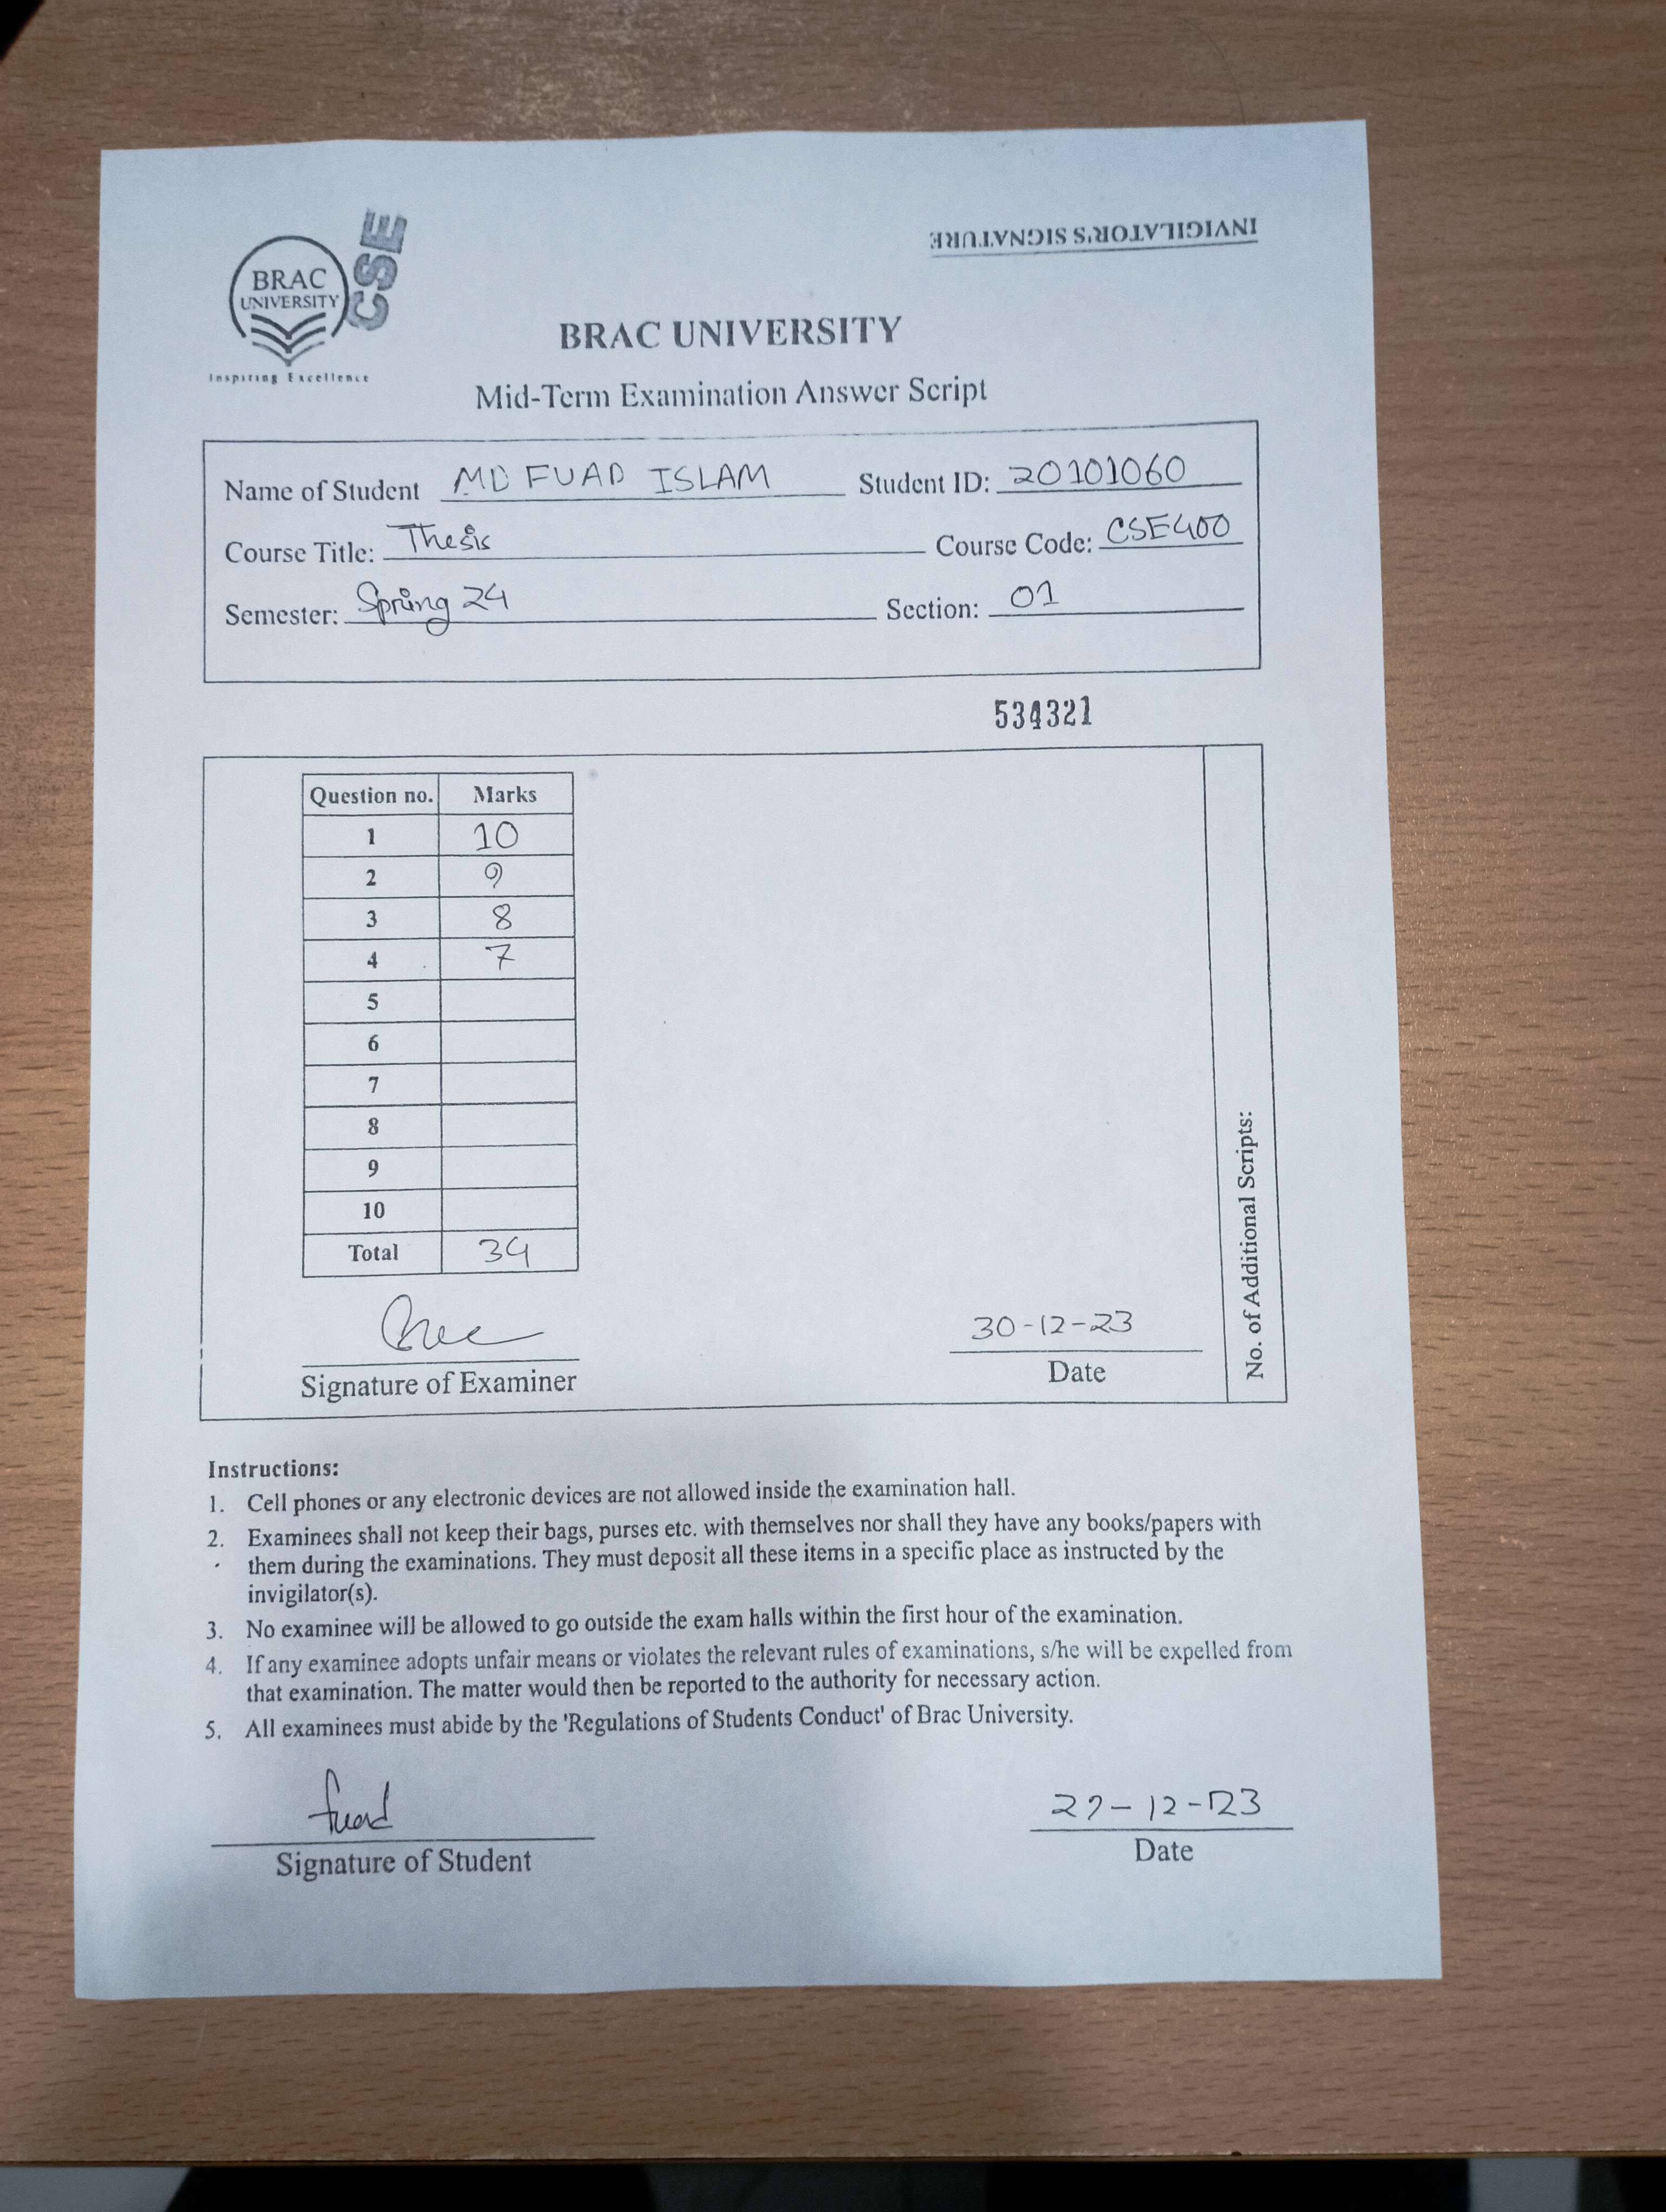 INVIGILATOR'S SIGNATURE
BRAC
UNIVERSITY
CSE
Inspiring Excellence
BRAC UNIVERSITY
Mid-Term Examination Answer Script
Name of Student MD FUAD ISLAM Student ID: 20101060
Course Title: Thesis Course Code: CSE400
Semester: Spring 24 Section: 01
534321
Question no. Marks
1 10
2 9
3 8
4 7
5
6
7
8
9
10
Total 34
30-12-23
Signature of Examiner Date
No. of Additional Scripts:
Instructions:
1. Cell phones or any electronic devices are not allowed inside the examination hall.
2. Examinees shall not keep their bags, purses etc. with themselves nor shall they have any books/papers with
them during the examinations. They must deposit all these items in a specific place as instructed by the
invigilator(s).
3. No examinee will be allowed to go outside the exam halls within the first hour of the examination.
4. If any examinee adopts unfair means or violates the relevant rules of examinations, s/he will be expelled from
that examination. The matter would then be reported to the authority for necessary action.
5. All examinees must abide by the 'Regulations of Students Conduct' of Brac University.
fuad
Signature of Student Date